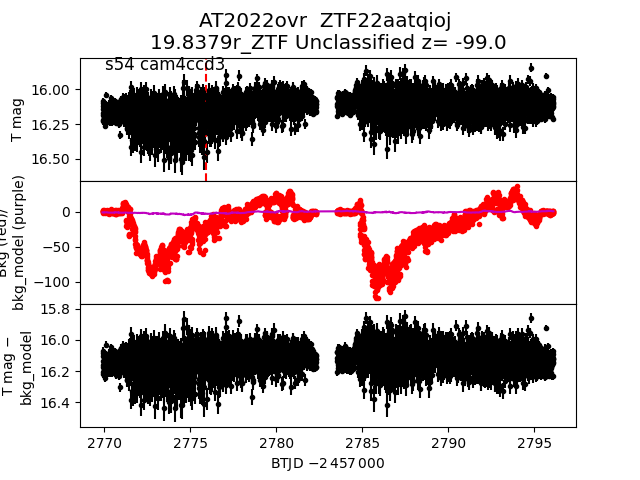 AT2022ovr ZTF22aatqioj
19.8379r_ZTF Unclassified z= -99.0
s54 cam4ccd3
T mag
16.00
16.25
16.50
Bkg (red)/
bkg_model (purple)
0
−50
−100
T mag −
bkg_model
15.8
16.0
16.2
16.4
2770
2775
2780
2785
2790
2795
BTJD −2 457 000